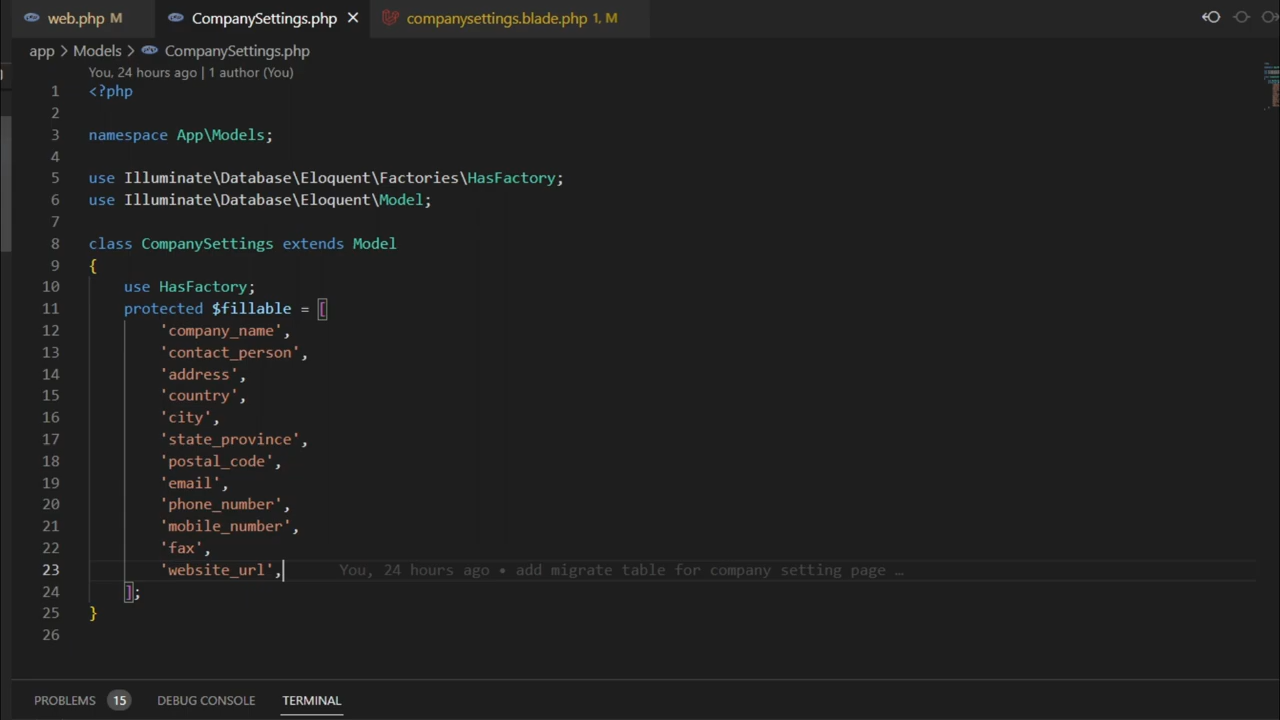 web.php M CompanySettings.php × companysettings.blade.php 1, M
app > Models > CompanySettings.php
You, 24 hours ago | 1 author (You)
1 <?php
2
3 namespace App\Models;
4
5 use Illuminate\Database\Eloquent\Factories\HasFactory;
6 use Illuminate\Database\Eloquent\Model;
7
8 class CompanySettings extends Model
9 {
10 use HasFactory;
11 protected $fillable = [
12 'company_name',
13 'contact_person',
14 'address',
15 'country',
16 'city',
17 'state_province',
18 'postal_code',
19 'email',
20 'phone_number',
21 'mobile_number',
22 'fax',
23 'website_url', You, 24 hours ago • add migrate table for company setting page …
24 ];
25 }
26
PROBLEMS 15 DEBUG CONSOLE TERMINAL